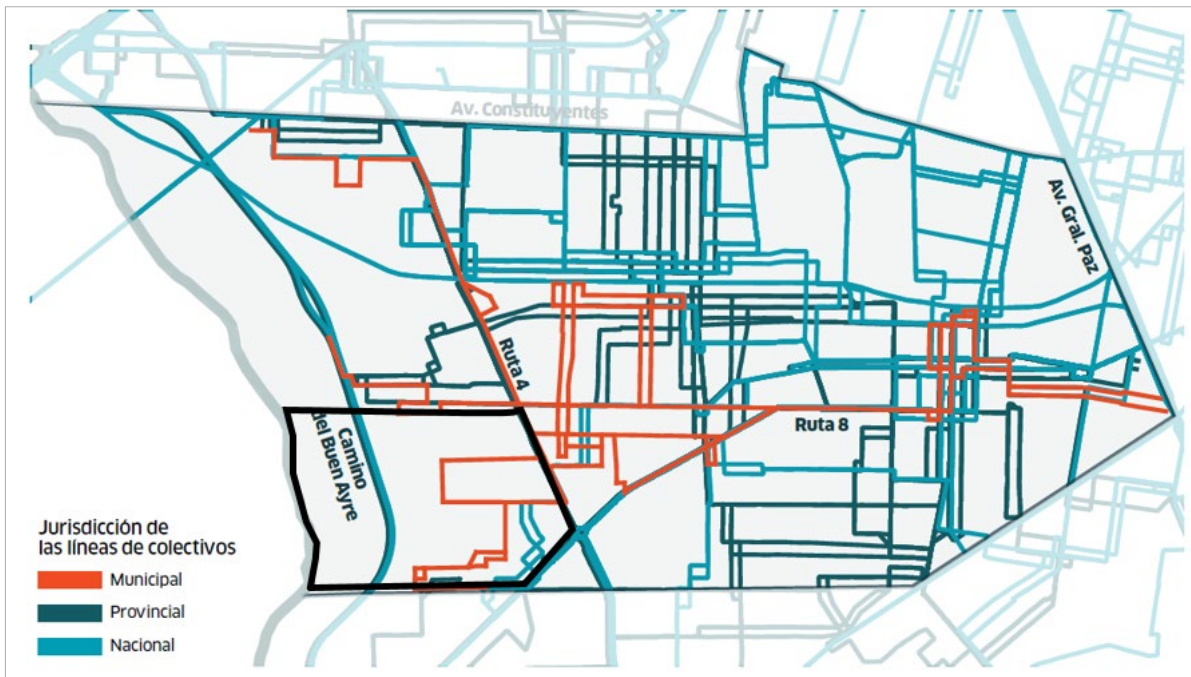 Av. Constituyentes
Av. Gral. Paz
Ruta 4
Ruta 8
Camino
del Buen Ayre
Jurisdicción de
las líneas de colectivos
Municipal
Provincial
Nacional